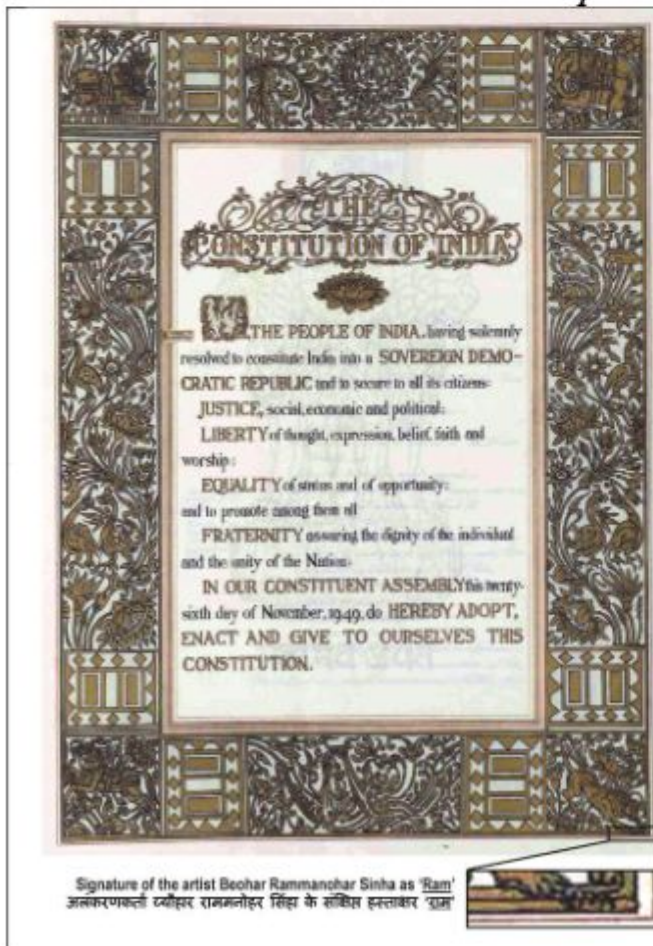 THE
CONSTITUTION OF INDIA
WE, THE PEOPLE OF INDIA, having solemnly
resolved to constitute India into a SOVEREIGN DEMO-
CRATIC REPUBLIC and to secure to all its citizens:
JUSTICE, social, economic and political;
LIBERTY of thought, expression, belief, faith and
worship;
EQUALITY of status and of opportunity;
and to promote among them all
FRATERNITY assuring the dignity of the individual
and the unity of the Nation;
IN OUR CONSTITUENT ASSEMBLY this twenty-
sixth day of November, 1949, do HEREBY ADOPT,
ENACT AND GIVE TO OURSELVES THIS
CONSTITUTION.
Signature of the artist Beohar Rammanohar Sinha as 'Ram'
अलंकरणकर्ता ब्यौहार राममनोहर सिंहा के संक्षिप्त हस्ताक्षर 'राम'